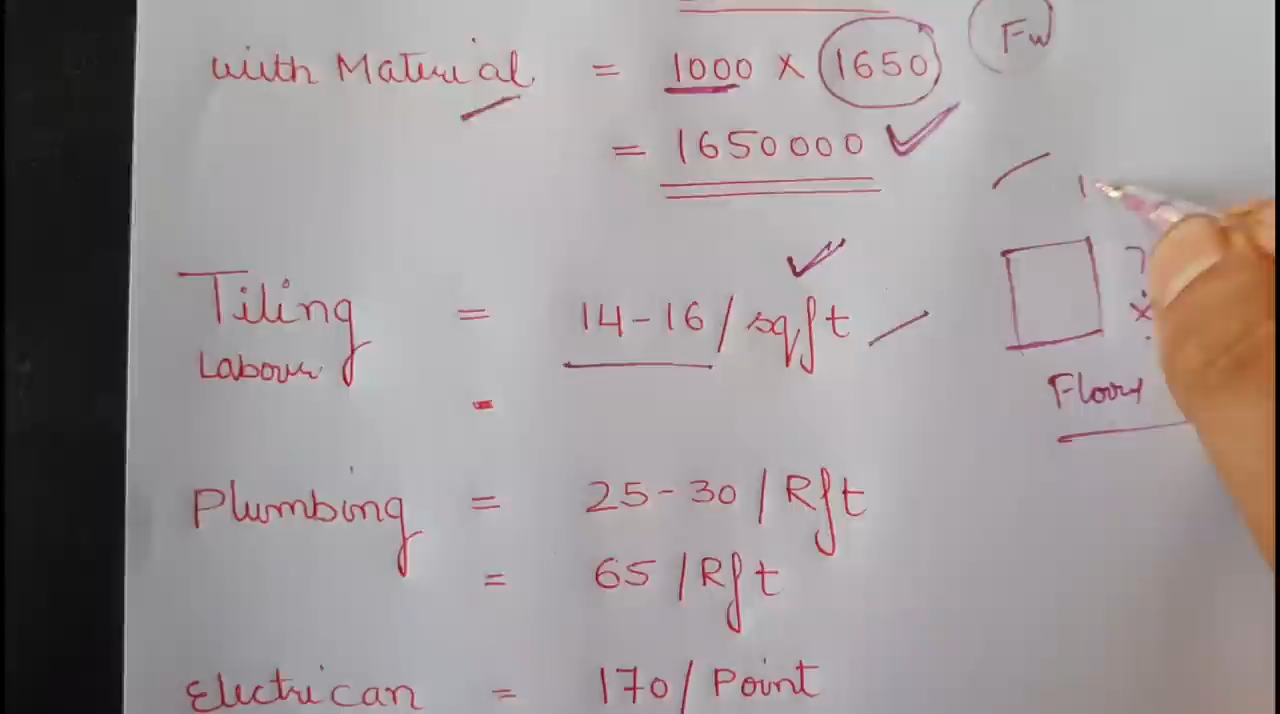 with Material = 1000 × 1650 Fw
= 1650000
Tiling = 14-16/sqft
Labour
Floor
Plumbing = 25-30/Rft
= 65/Rft
Electrican = 170/Point